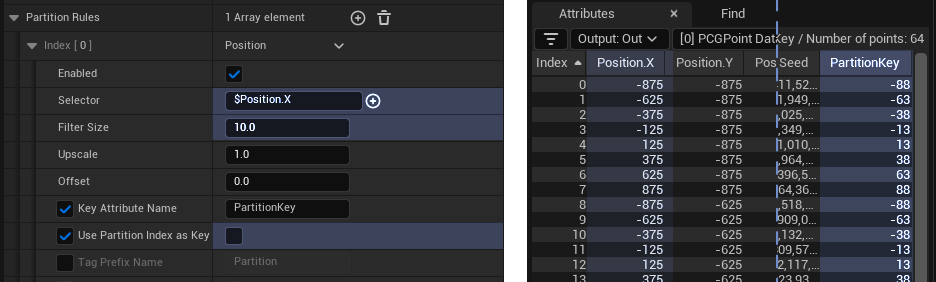 Partition Rules 1 Array element
Index [ 0 ] Position
Enabled
Selector $Position.X
Filter Size 10.0
Upscale 1.0
Offset 0.0
Key Attribute Name PartitionKey
Use Partition Index as Key
Tag Prefix Name Partition
Attributes × Find
Output: Out [0] PCGPoint Dat Key / Number of points: 64
Index Position.X Position.Y Pos Seed PartitionKey
0 -875 -875 11,52... -88
1 -625 -875 1,949,... -63
2 -375 -875 ,025,... -38
3 -125 -875 ,349,... -13
4 125 -875 1,010,... 13
5 375 -875 ,964,... 38
6 625 -875 396,5... 63
7 875 -875 64,36... 88
8 -875 -625 ,518,... -88
9 -625 -625 909,0... -63
10 -375 -625 ,132,... -38
11 -125 -625 09,57... -13
12 125 -625 2,117,... 13
13 375 -625 23,93 38